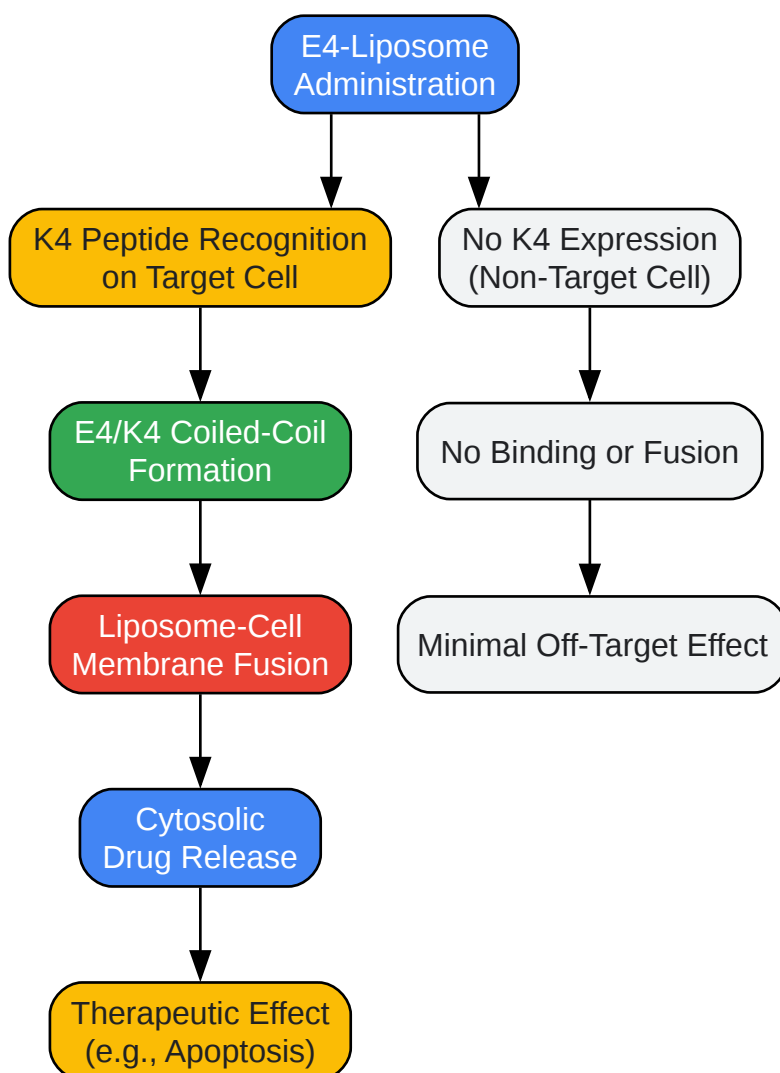 E4-Liposome
Administration
K4 Peptide Recognition
on Target Cell
No K4 Expression
(Non-Target Cell)
E4/K4 Coiled-Coil
Formation
No Binding or Fusion
Liposome-Cell
Membrane Fusion
Minimal Off-Target Effect
Cytosolic
Drug Release
Therapeutic Effect
(e.g., Apoptosis)